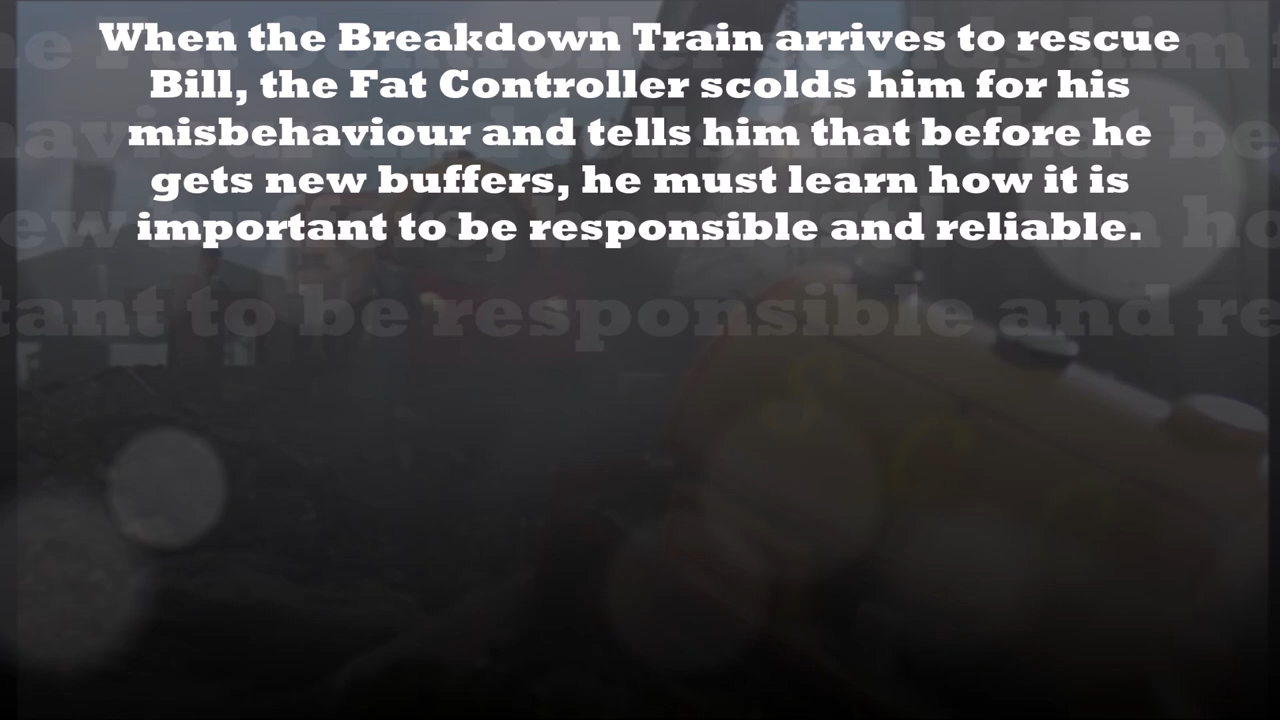 When the Breakdown Train arrives to rescue
Bill, the Fat Controller scolds him for his
misbehaviour and tells him that before he
gets new buffers, he must learn how it is
important to be responsible and reliable.